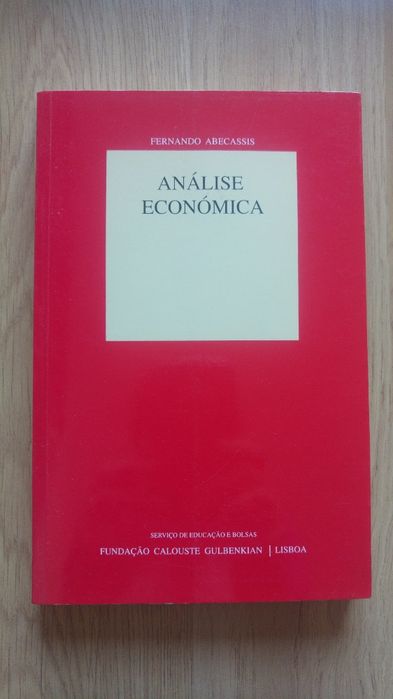 FERNANDO ABECASSIS
ANÁLISE
ECONÓMICA
SERVIÇO DE EDUCAÇÃO E BOLSAS
FUNDAÇÃO CALOUSTE GULBENKIAN | LISBOA